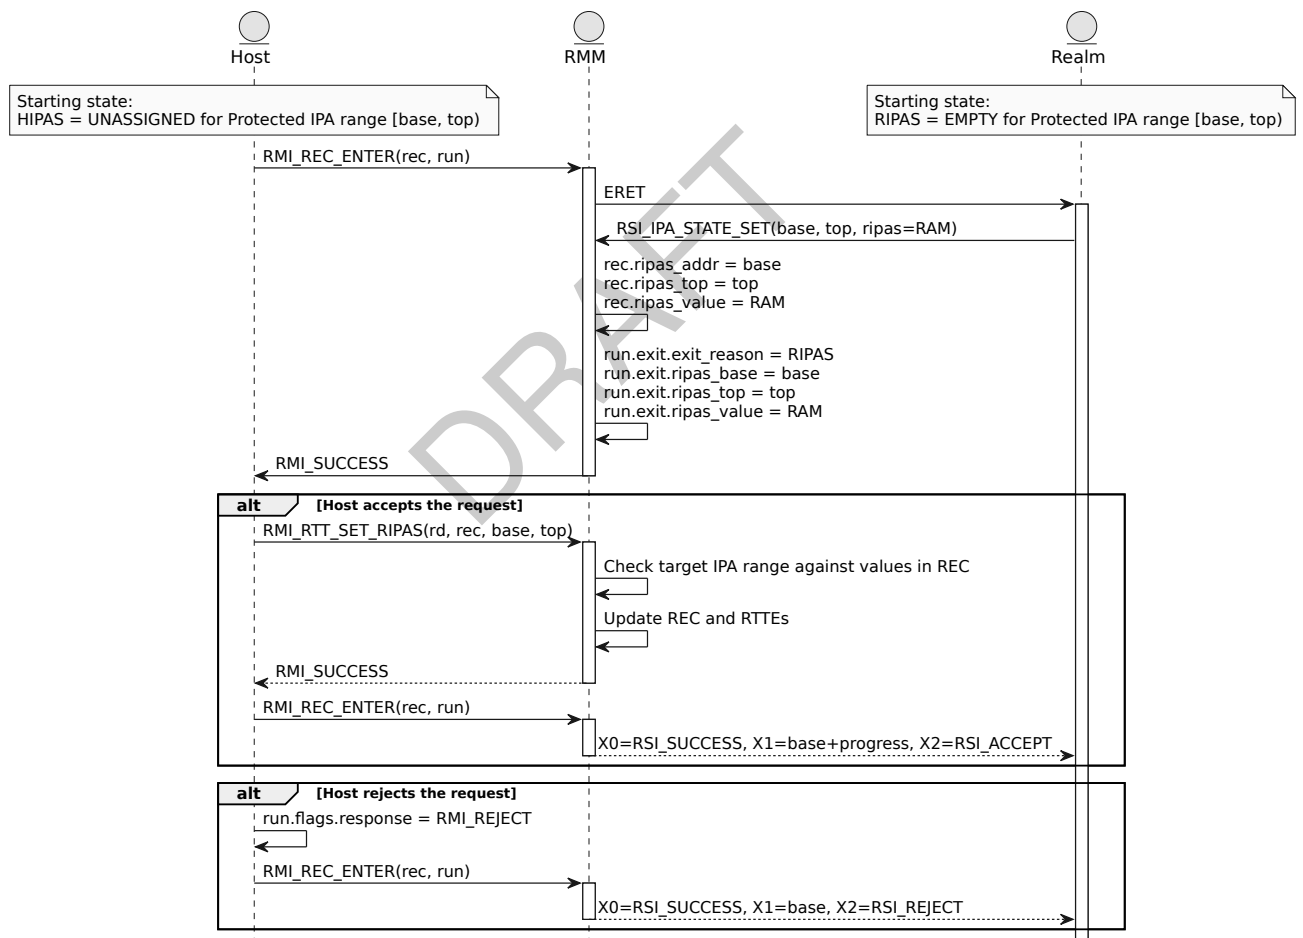 Host
RMM
Realm
Starting state:
HIPAS = UNASSIGNED for Protected IPA range [base, top)
Starting state:
RIPAS = EMPTY for Protected IPA range [base, top)
RMI_REC_ENTER(rec, run)
ERET
RSI_IPA_STATE_SET(base, top, ripas=RAM)
rec.ripas_addr = base
rec.ripas_top = top
rec.ripas_value = RAM
run.exit.exit_reason = RIPAS
run.exit.ripas_base = base
run.exit.ripas_top = top
run.exit.ripas_value = RAM
DRAFT
RMI_SUCCESS
alt [Host accepts the request]
RMI_RTT_SET_RIPAS(rd, rec, base, top)
Check target IPA range against values in REC
Update REC and RTTEs
RMI_SUCCESS
RMI_REC_ENTER(rec, run)
X0=RSI_SUCCESS, X1=base+progress, X2=RSI_ACCEPT
alt [Host rejects the request]
run.flags.response = RMI_REJECT
RMI_REC_ENTER(rec, run)
X0=RSI_SUCCESS, X1=base, X2=RSI_REJECT